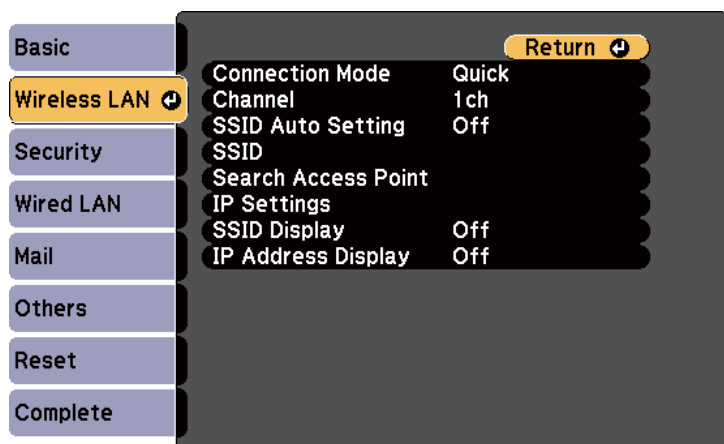 Basic
Wireless LAN
Security
Wired LAN
Mail
Others
Reset
Complete
Return
Connection Mode Quick
Channel 1ch
SSID Auto Setting Off
SSID
Search Access Point
IP Settings
SSID Display Off
IP Address Display Off